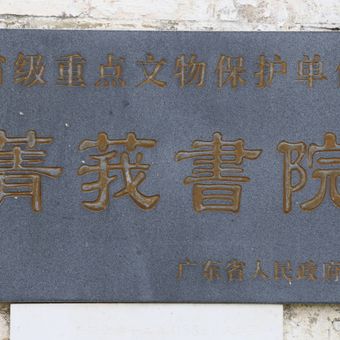 省级重点文物保护单位
菁莪書院
广东省人民政府